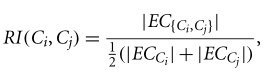 RI(C_i, C_j) = \frac{|EC_{\{C_i, C_j\}}|}{\frac{1}{2}(|EC_{C_i}| + |EC_{C_j}|)},